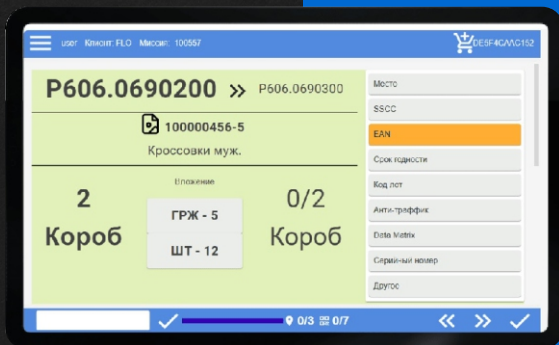 user Клиент: FLO Миссия: 100557
DE5F4CAAC152
P606.0690200 >> P606.0690300
100000456-5
Кроссовки муж.
2
Короб
Вложение
ГРЖ - 5
ШТ - 12
0/2
Короб
Место
SSCC
EAN
Срок годности
Код лот
Анти-траффик
Data Matrix
Серийный номер
Другое
0/3 0/7